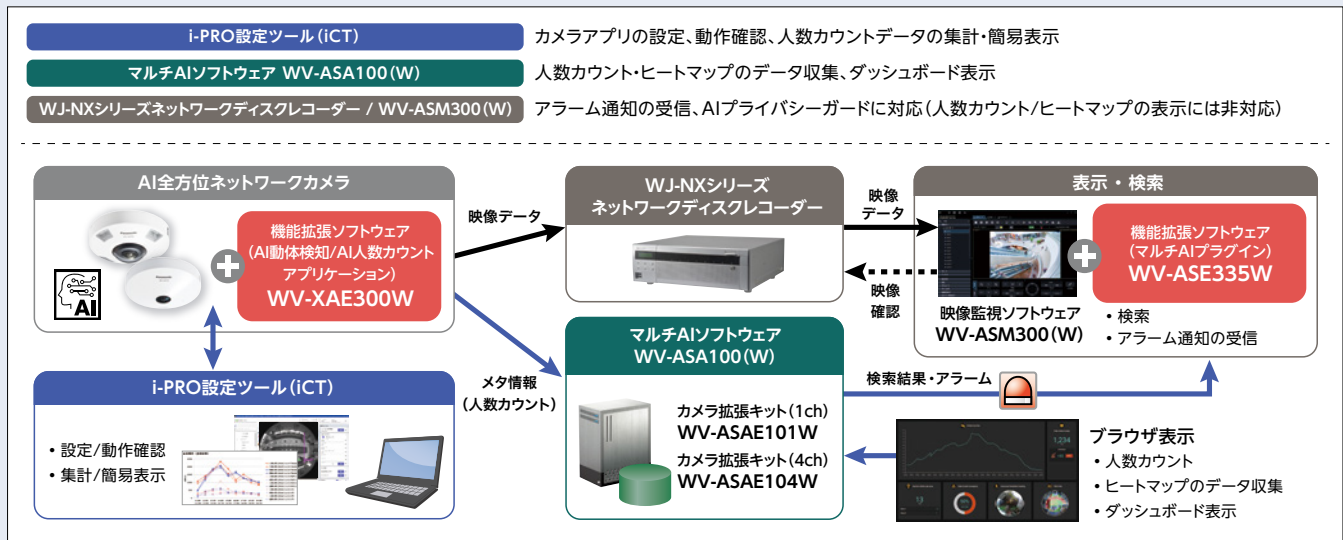 i-PRO設定ツール(iCT)
カメラアプリの設定、動作確認、人数カウントデータの集計・簡易表示
マルチAIソフトウェア WV-ASA100(W)
人数カウント・ヒートマップのデータ収集、ダッシュボード表示
WJ-NXシリーズネットワークディスクレコーダー / WV-ASM300(W)
アラーム通知の受信、AIプライバシーガードに対応(人数カウント/ヒートマップの表示には非対応)
AI全方位ネットワークカメラ
機能拡張ソフトウェア
(AI動体検知/AI人数カウント
アプリケーション)
WV-XAE300W
AI
映像データ
WJ-NXシリーズ
ネットワークディスクレコーダー
映像
データ
映像
確認
表示・検索
機能拡張ソフトウェア
(マルチAIプラグイン)
WV-ASE335W
映像監視ソフトウェア
WV-ASM300(W)
・検索
・アラーム通知の受信
i-PRO設定ツール(iCT)
・設定/動作確認
・集計/簡易表示
メタ情報
(人数カウント)
マルチAIソフトウェア
WV-ASA100(W)
カメラ拡張キット(1ch)
WV-ASAE101W
カメラ拡張キット(4ch)
WV-ASAE104W
検索結果・アラーム
1,234
ブラウザ表示
・人数カウント
・ヒートマップのデータ収集
・ダッシュボード表示